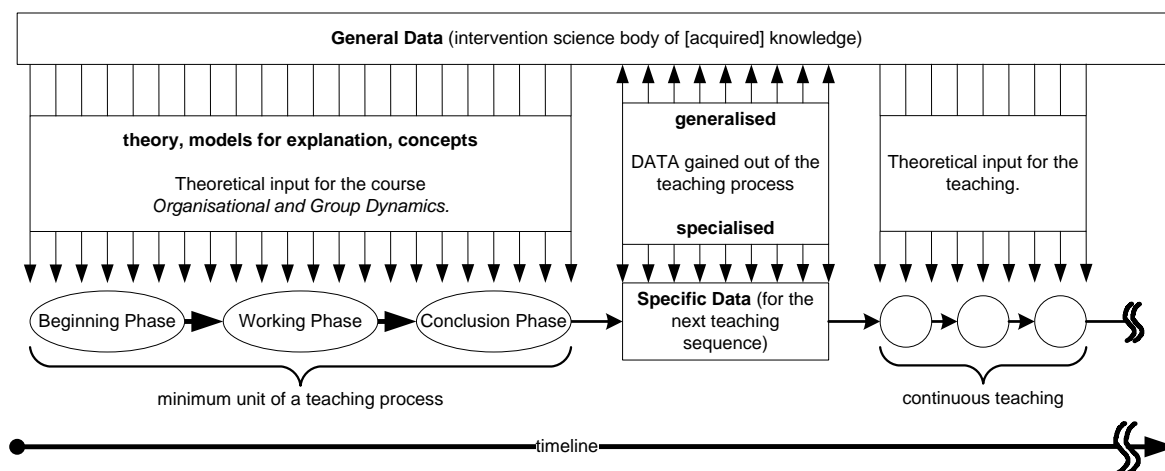 General Data (intervention science body of [acquired] knowledge)
theory, models for explanation, concepts
Theoretical input for the course
Organisational and Group Dynamics.
generalised
DATA gained out of the
teaching process
specialised
Theoretical input for the
teaching.
Beginning Phase
Working Phase
Conclusion Phase
Specific Data (for the
next teaching
sequence)
minimum unit of a teaching process
continuous teaching
timeline